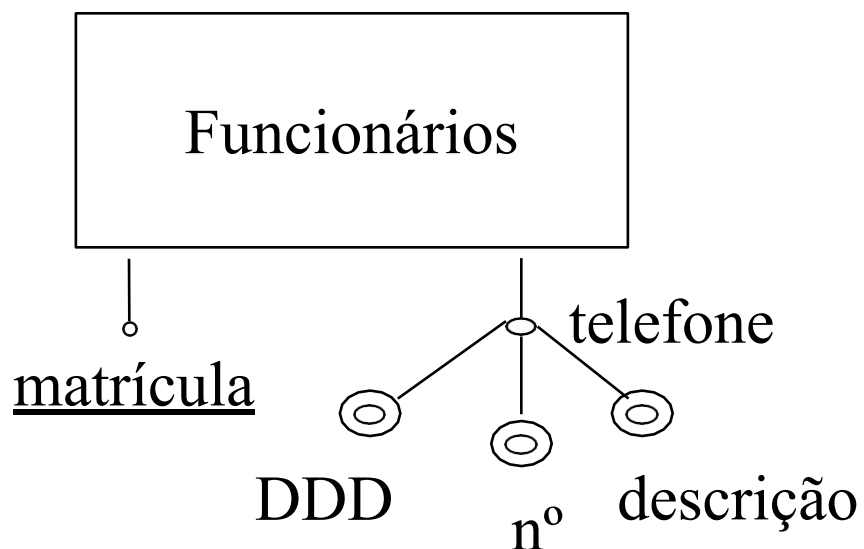 Funcionários
telefone
matrícula
DDD
nº
descrição